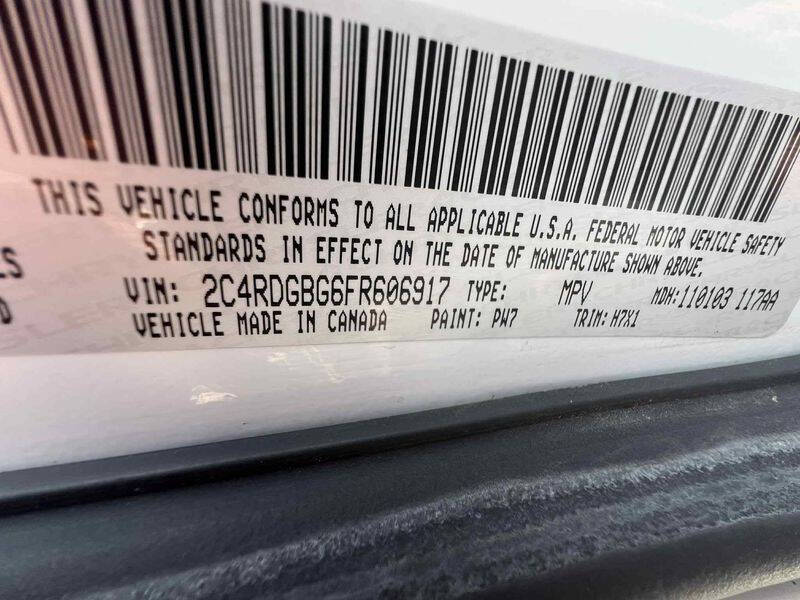 THIS VEHICLE CONFORMS TO ALL APPLICABLE U.S.A. FEDERAL MOTOR VEHICLE SAFETY
STANDARDS IN EFFECT ON THE DATE OF MANUFACTURE SHOWN ABOVE.
VIN: 2C4RDGBG6FR606917 TYPE: MPV MDH:110103 117AA
VEHICLE MADE IN CANADA PAINT: PW7 TRIM: H7X1